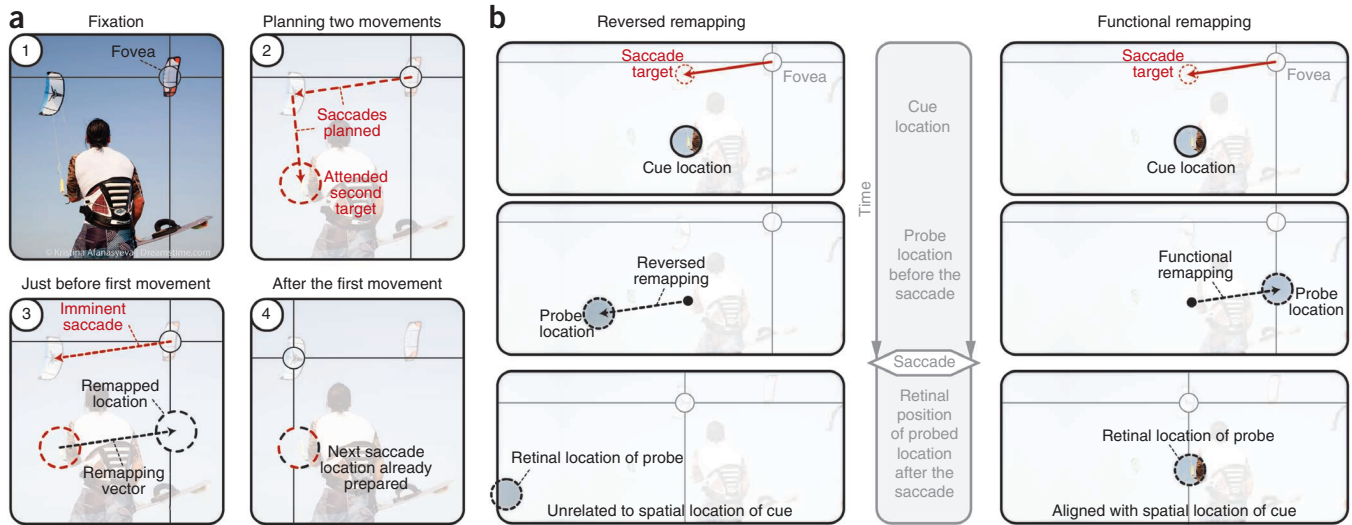 a
Fixation
1
Fovea
© Kristina Afanasyeva/ Dreamstime.com
Planning two movements
2
Saccades
planned
Attended
second
target
Just before first movement
3
Imminent
saccade
Remapped
location
Remapping
vector
After the first movement
4
Next saccade
location already
prepared
b
Reversed remapping
Saccade
target
Fovea
Cue location
Reversed
remapping
Probe
location
Retinal location of probe
Unrelated to spatial location of cue
Time
Cue
location
Probe
location
before the
saccade
Saccade
Retinal
position
of probed
location
after the
saccade
Functional remapping
Saccade
target
Fovea
Cue location
Functional
remapping
Probe
location
Retinal location of probe
Aligned with spatial location of cue